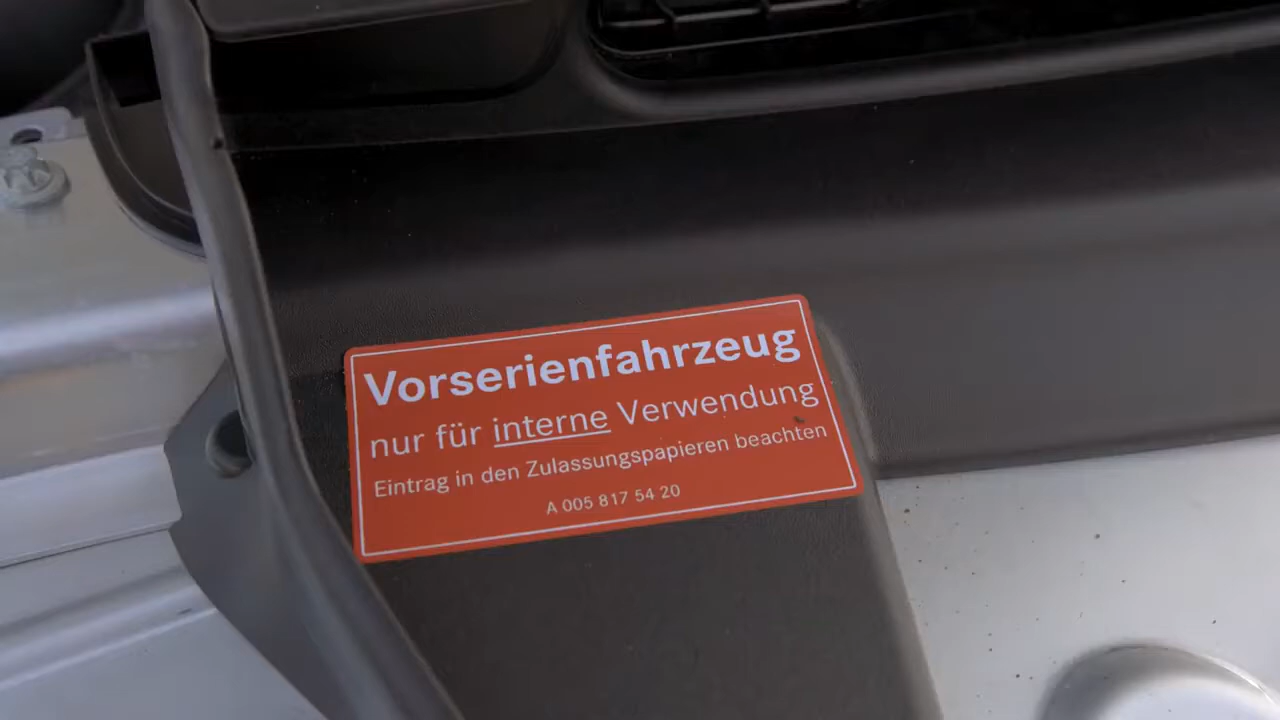 Vorserienfahrzeug
nur für interne Verwendung
Eintrag in den Zulassungspapieren beachten
A 005 817 54 20